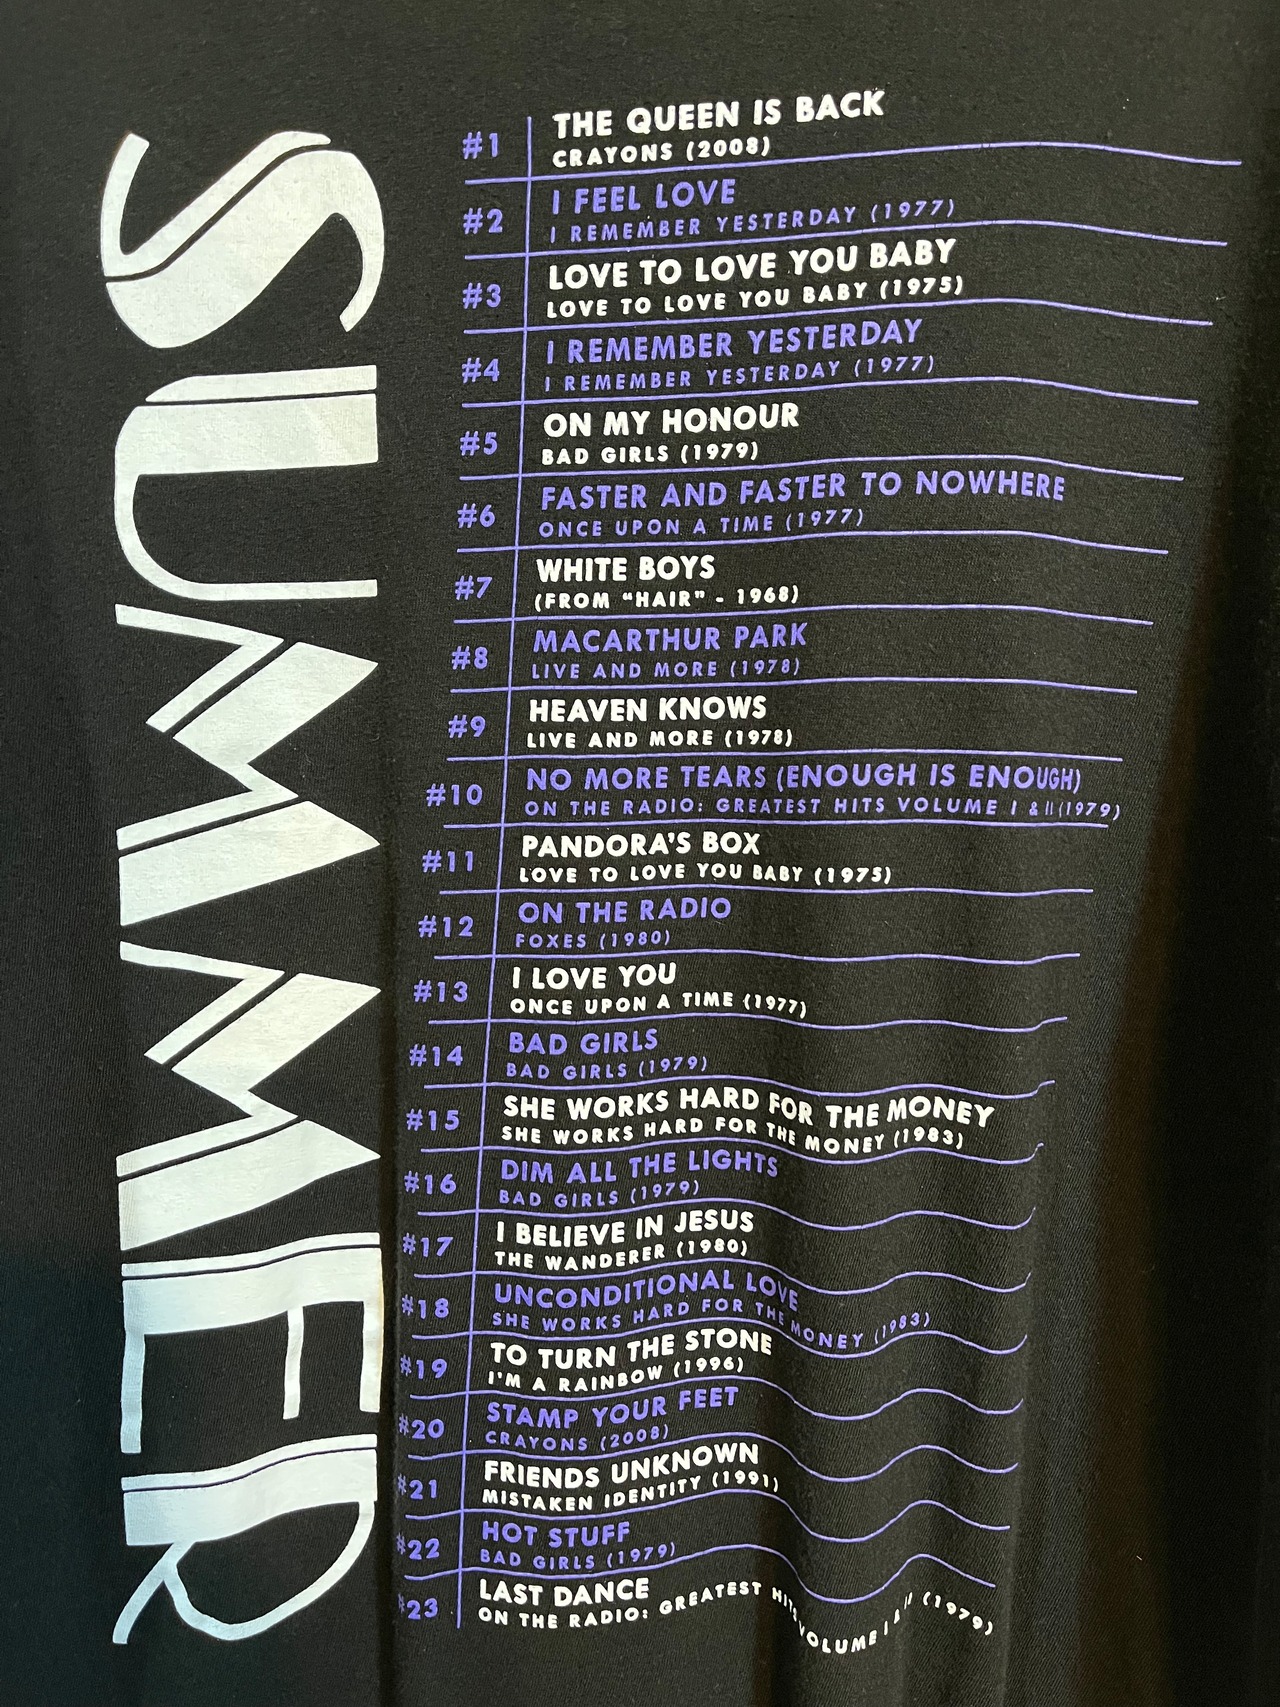 SUMMER
#1
THE QUEEN IS BACK
CRAYONS (2008)
#2
I FEEL LOVE
I REMEMBER YESTERDAY (1977)
#3
LOVE TO LOVE YOU BABY
LOVE TO LOVE YOU BABY (1975)
#4
I REMEMBER YESTERDAY
I REMEMBER YESTERDAY (1977)
#5
ON MY HONOUR
BAD GIRLS (1979)
#6
FASTER AND FASTER TO NOWHERE
ONCE UPON A TIME (1977)
#7
WHITE BOYS
(FROM "HAIR" - 1968)
#8
MACARTHUR PARK
LIVE AND MORE (1978)
#9
HEAVEN KNOWS
LIVE AND MORE (1978)
#10
NO MORE TEARS (ENOUGH IS ENOUGH)
ON THE RADIO: GREATEST HITS VOLUME I & II (1979)
#11
PANDORA'S BOX
LOVE TO LOVE YOU BABY (1975)
#12
ON THE RADIO
FOXES (1980)
#13
I LOVE YOU
ONCE UPON A TIME (1977)
#14
BAD GIRLS
BAD GIRLS (1979)
#15
SHE WORKS HARD FOR THE MONEY
SHE WORKS HARD FOR THE MONEY (1983)
#16
DIM ALL THE LIGHTS
BAD GIRLS (1979)
#17
I BELIEVE IN JESUS
THE WANDERER (1980)
#18
UNCONDITIONAL LOVE
SHE WORKS HARD FOR THE MONEY (1983)
#19
TO TURN THE STONE
I'M A RAINBOW (1996)
#20
STAMP YOUR FEET
CRAYONS (2008)
#21
FRIENDS UNKNOWN
MISTAKEN IDENTITY (1991)
#22
HOT STUFF
BAD GIRLS (1979)
#23
LAST DANCE
ON THE RADIO: GREATEST HITS VOLUME I & II (1979)